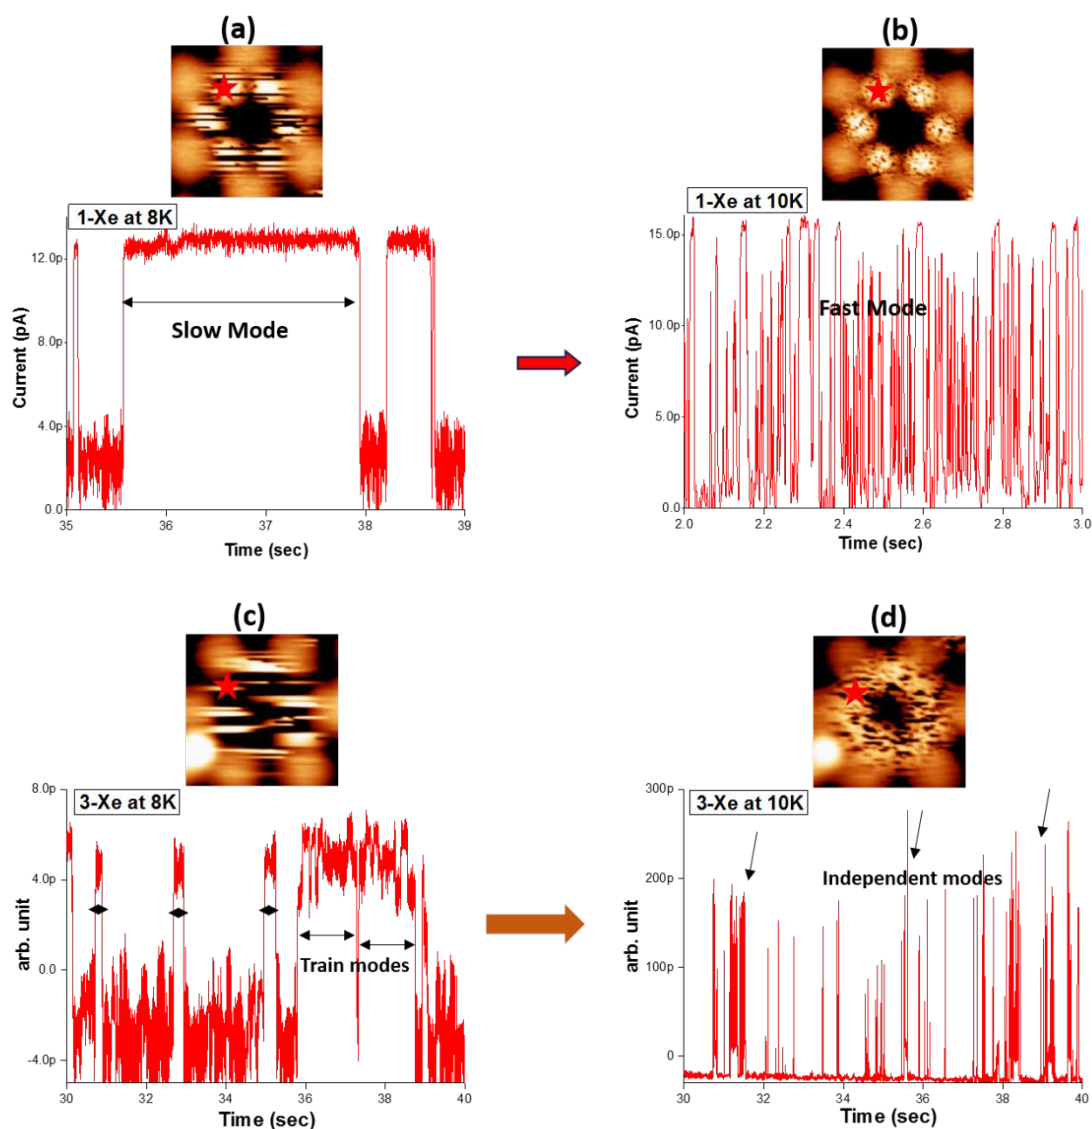 (a)
1-Xe at 8K
Current (pA)
12.0p
8.0p
4.0p
0.0
Slow Mode
35
36
37
38
39
Time (sec)
(b)
1-Xe at 10K
Current (pA)
15.0p
10.0p
5.0p
0.0
Fast Mode
2.0
2.2
2.4
2.6
2.8
3.0
Time (sec)
(c)
3-Xe at 8K
arb. unit
8.0p
4.0p
0.0
-4.0p
Train modes
30
32
34
36
38
40
Time (sec)
(d)
3-Xe at 10K
arb. unit
300p
200p
100p
0
Independent modes
30
32
34
36
38
40
Time (sec)